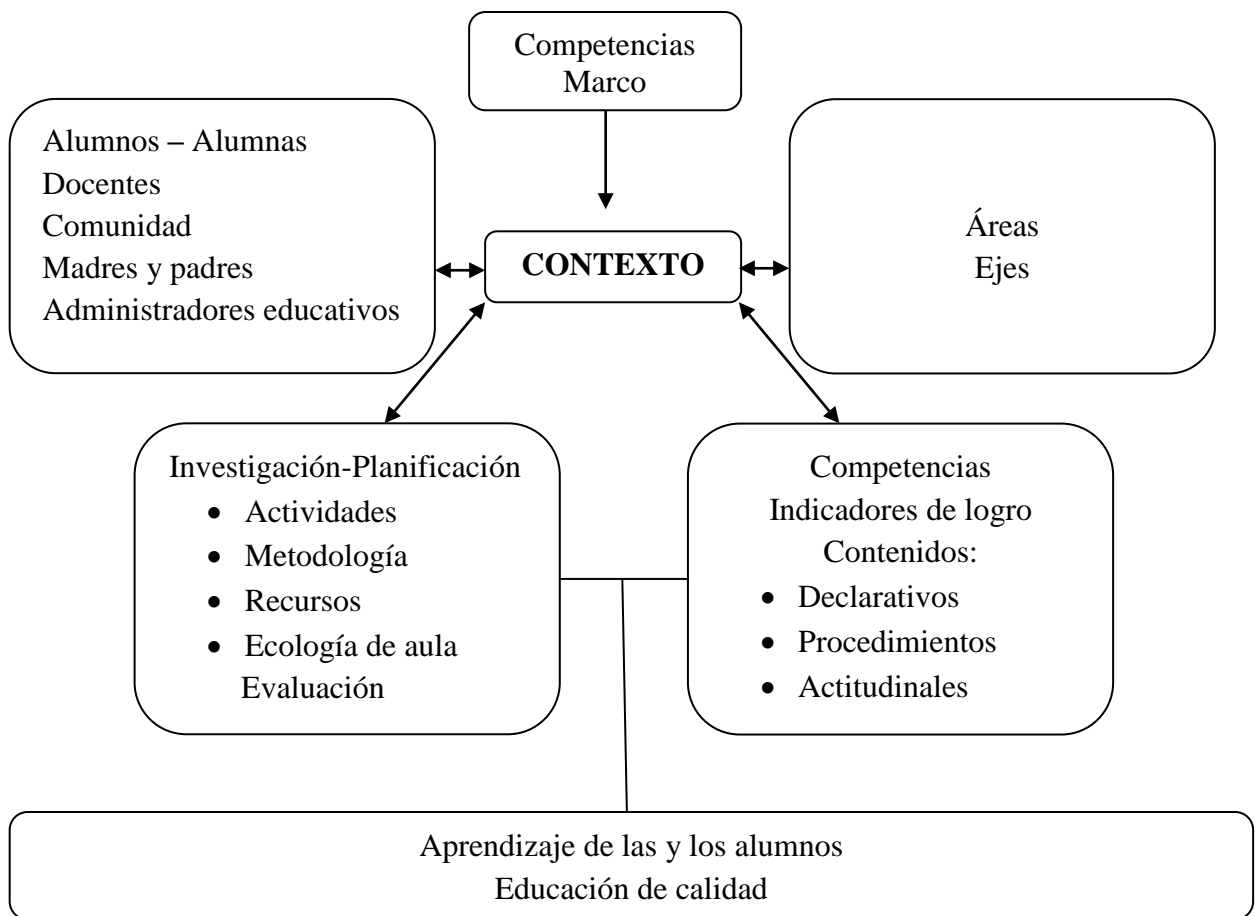 Competencias
Marco
Alumnos – Alumnas
Docentes
Comunidad
Madres y padres
Administradores educativos
CONTEXTO
Áreas
Ejes
Investigación-Planificación
• Actividades
• Metodología
• Recursos
• Ecología de aula
Evaluación
Competencias
Indicadores de logro
Contenidos:
• Declarativos
• Procedimientos
• Actitudinales
Aprendizaje de las y los alumnos
Educación de calidad